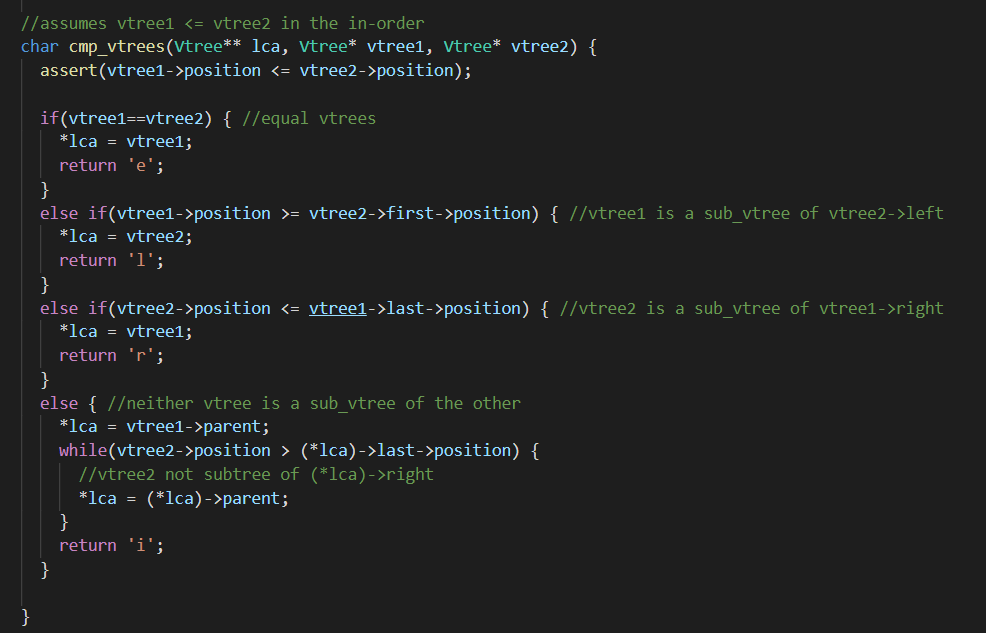 //assumes vtree1 <= vtree2 in the in-order
char cmp_vtrees(Vtree** lca, Vtree* vtree1, Vtree* vtree2) {
  assert(vtree1->position <= vtree2->position);

  if(vtree1==vtree2) { //equal vtrees
    *lca = vtree1;
    return 'e';
  }
  else if(vtree1->position >= vtree2->first->position) { //vtree1 is a sub_vtree of vtree2->left
    *lca = vtree2;
    return 'l';
  }
  else if(vtree2->position <= vtree1->last->position) { //vtree2 is a sub_vtree of vtree1->right
    *lca = vtree1;
    return 'r';
  }
  else { //neither vtree is a sub_vtree of the other
    *lca = vtree1->parent;
    while(vtree2->position > (*lca)->last->position) {
      //vtree2 not subtree of (*lca)->right
      *lca = (*lca)->parent;
    }
    return 'i';
  }

}